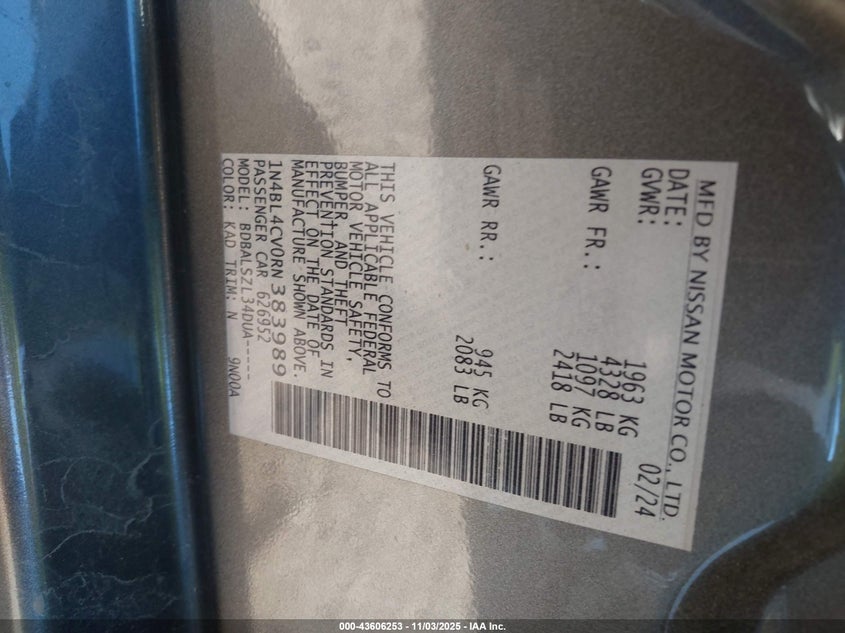 MFD BY NISSAN MOTOR CO., LTD.
DATE: 02/24
GVWR: 1963 KG
4328 LB
GAWR FR.: 1097 KG
2418 LB
GAWR RR.: 945 KG
2083 LB
THIS VEHICLE CONFORMS TO
ALL APPLICABLE FEDERAL
MOTOR VEHICLE SAFETY,
BUMPER, AND THEFT
PREVENTION STANDARDS IN
EFFECT ON THE DATE OF
MANUFACTURE SHOWN ABOVE.
1N4BL4CV0RN383989
PASSENGER CAR 626952
MODEL: BDBALSZL34DUA-----
COLOR: KAD TRIM: N 9N00A
000-43606253 - 11/03/2025 - IAA Inc.